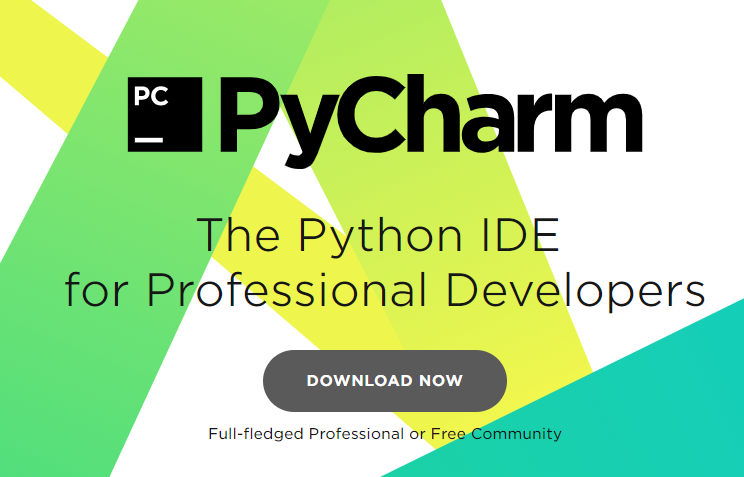 PC
PyCharm
The Python IDE
for Professional Developers
DOWNLOAD NOW
Full-fledged Professional or Free Community